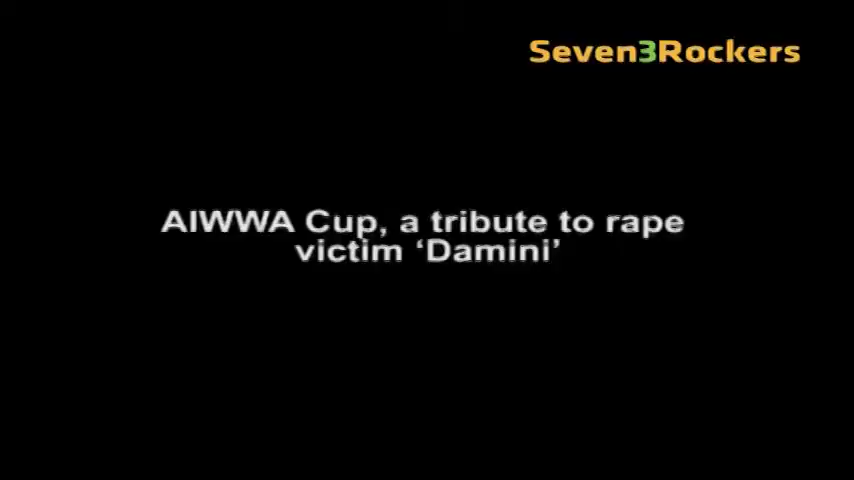 Seven3Rockers
AIWWA Cup, a tribute to rape
victim ‘Damini’